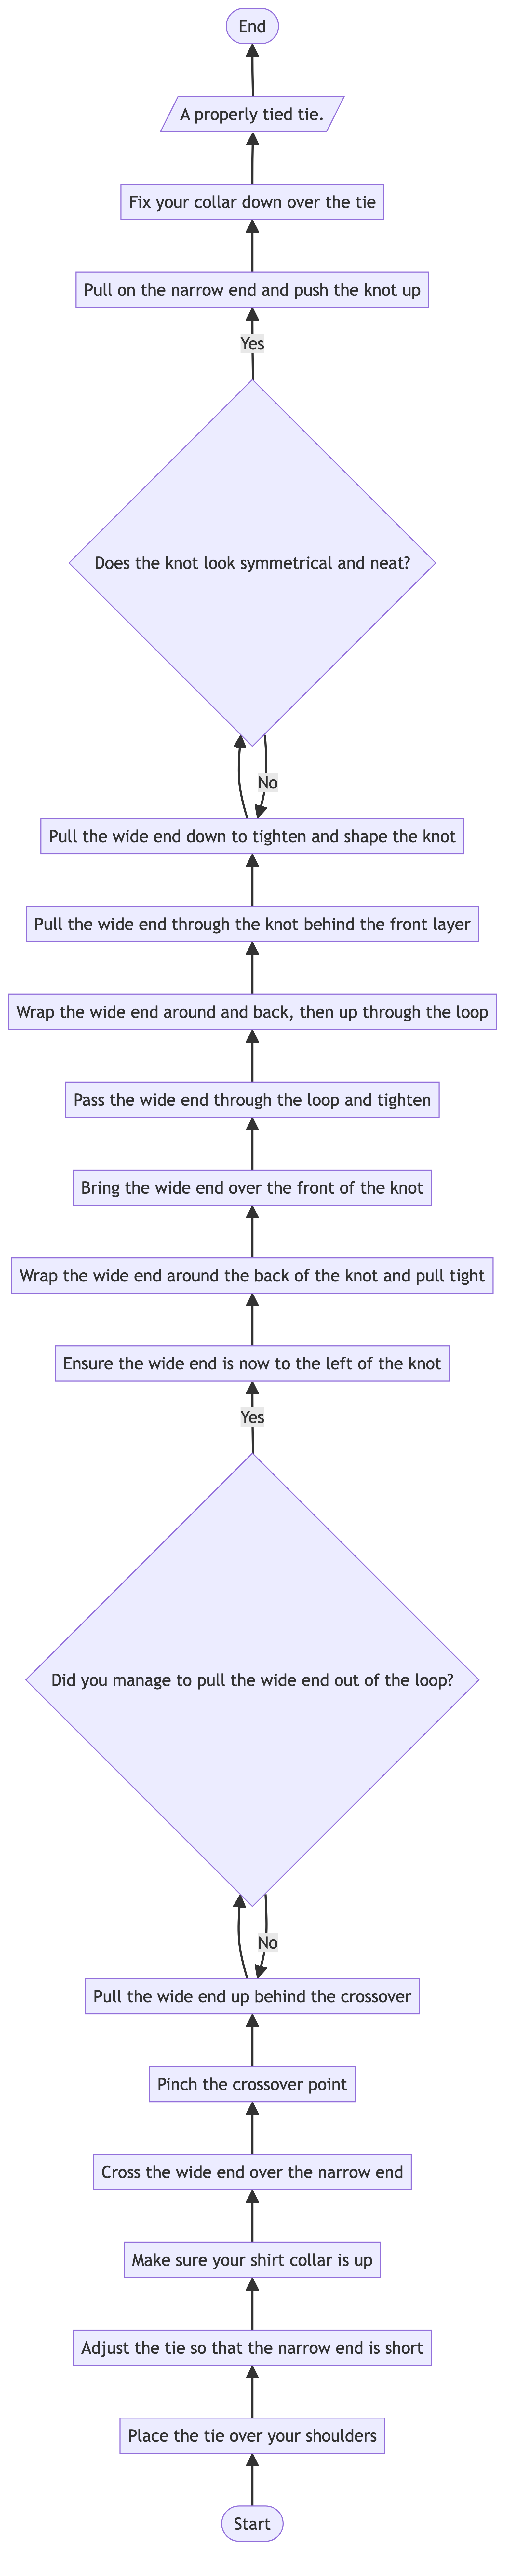 End
A properly tied tie.
Fix your collar down over the tie
Pull on the narrow end and push the knot up
Yes
Does the knot look symmetrical and neat?
No
Pull the wide end down to tighten and shape the knot
Pull the wide end through the knot behind the front layer
Wrap the wide end around and back, then up through the loop
Pass the wide end through the loop and tighten
Bring the wide end over the front of the knot
Wrap the wide end around the back of the knot and pull tight
Ensure the wide end is now to the left of the knot
Yes
Did you manage to pull the wide end out of the loop?
No
Pull the wide end up behind the crossover
Pinch the crossover point
Cross the wide end over the narrow end
Make sure your shirt collar is up
Adjust the tie so that the narrow end is short
Place the tie over your shoulders
Start